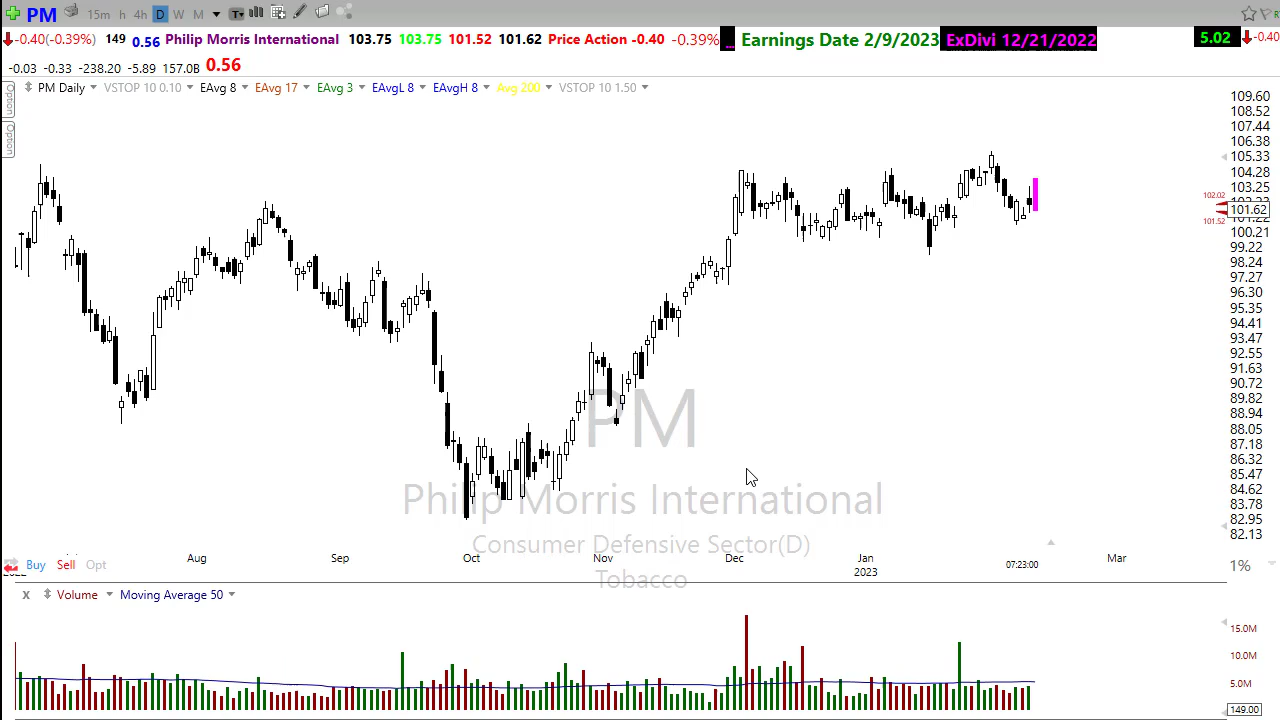 PM 15m h 4h D W M T
-0.40(-0.39%) 149 0.56 Philip Morris International 103.75 103.75 101.52 101.62 Price Action -0.40 -0.39% ... Earnings Date 2/9/2023 ExDivi 12/21/2022 5.02 -0.40
-0.03 -0.33 -238.20 -5.89 157.0B 0.56
Option
Option
PM Daily VSTOP 10 0.10 EAvg 8 EAvg 17 EAvg 3 EAvgL 8 EAvgH 8 Avg 200 VSTOP 10 1.50
109.60
108.52
107.44
106.38
105.33
104.28
103.25
102.02
101.62
101.52
100.21
99.22
98.24
97.27
96.30
95.35
94.41
93.47
92.55
91.63
90.72
89.82
88.94
88.05
87.18
86.32
85.47
84.62
83.78
82.95
82.13
PM
Philip Morris International
Consumer Defensive Sector(D)
Tobacco
Aug Sep Oct Nov Dec Jan Mar
2023 07:23:00
Buy Sell Opt 1%
X Volume Moving Average 50
15.0M
10.0M
5.0M
149.00